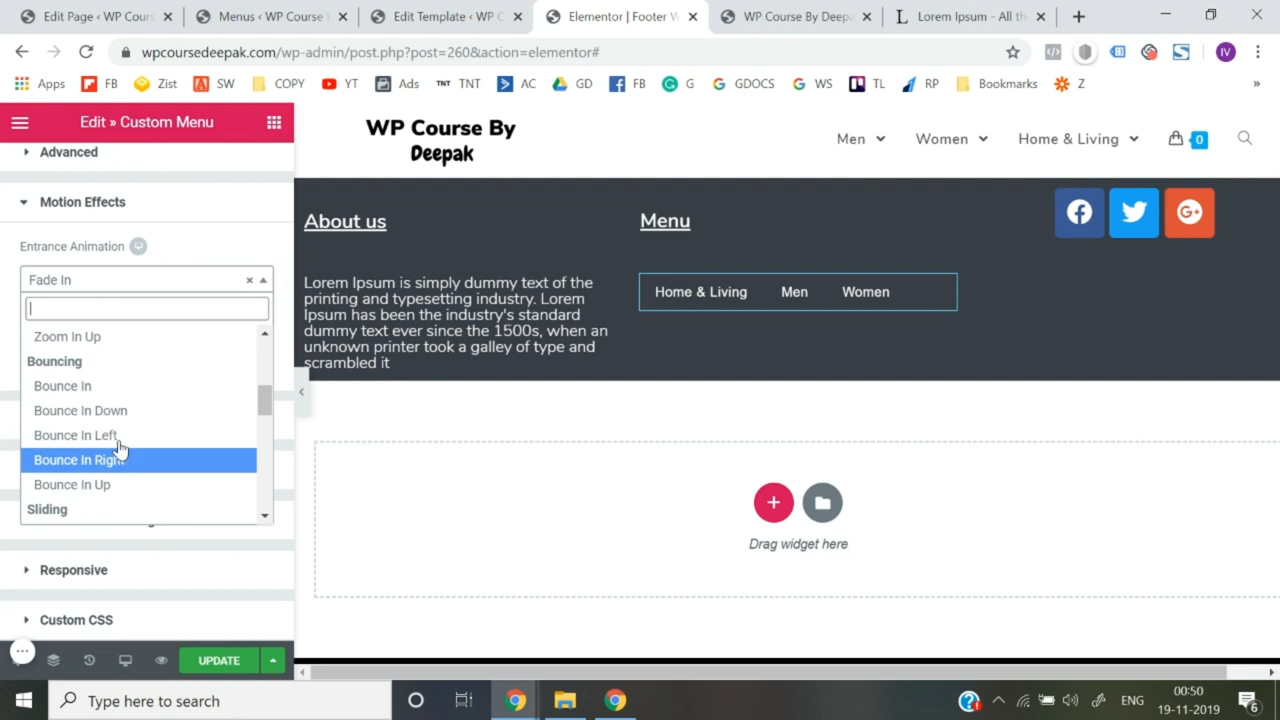 Edit Page ‹ WP Cours
Menus ‹ WP Course
Edit Template ‹ WP C
Elementor | Footer W
WP Course By Deepa
Lorem Ipsum - All th
wpcoursedeepak.com/wp-admin/post.php?post=260&action=elementor#
IV
Apps
FB
Zist
SW
COPY
YT
Ads
TNT TNT
AC
GD
FB
G
GDOCS
WS
TL
RP
Bookmarks
Z
»
Edit » Custom Menu
Advanced
Motion Effects
Entrance Animation
Fade In
Zoom In Up
Bouncing
Bounce In
Bounce In Down
Bounce In Left
Bounce In Right
Bounce In Up
Sliding
Responsive
Custom CSS
UPDATE
WP Course By
Deepak
Men
Women
Home & Living
0
About us
Menu
Lorem Ipsum is simply dummy text of the
printing and typesetting industry. Lorem
Ipsum has been the industry's standard
dummy text ever since the 1500s, when an
unknown printer took a galley of type and
scrambled it
Home & Living
Men
Women
Drag widget here
Type here to search
ENG
00:50
19-11-2019
6